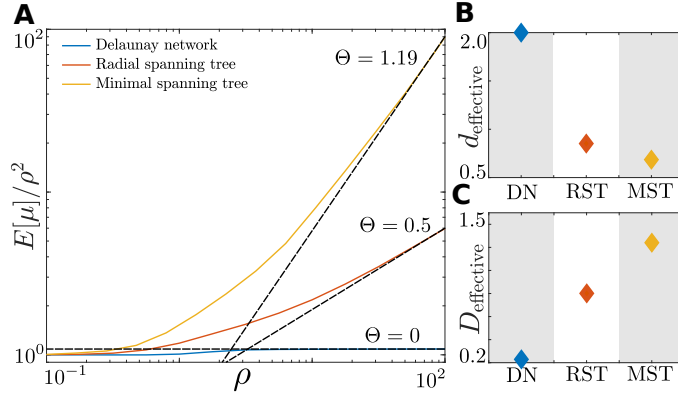 A
10²
Delaunay network
Radial spanning tree
Minimal spanning tree
Θ = 1.19
Θ = 0.5
Θ = 0
E[μ]/ρ²
10⁰
10⁻¹
ρ
10²
B
2.0
0.5
d_effective
DN RST MST
C
1.5
0.2
D_effective
DN RST MST